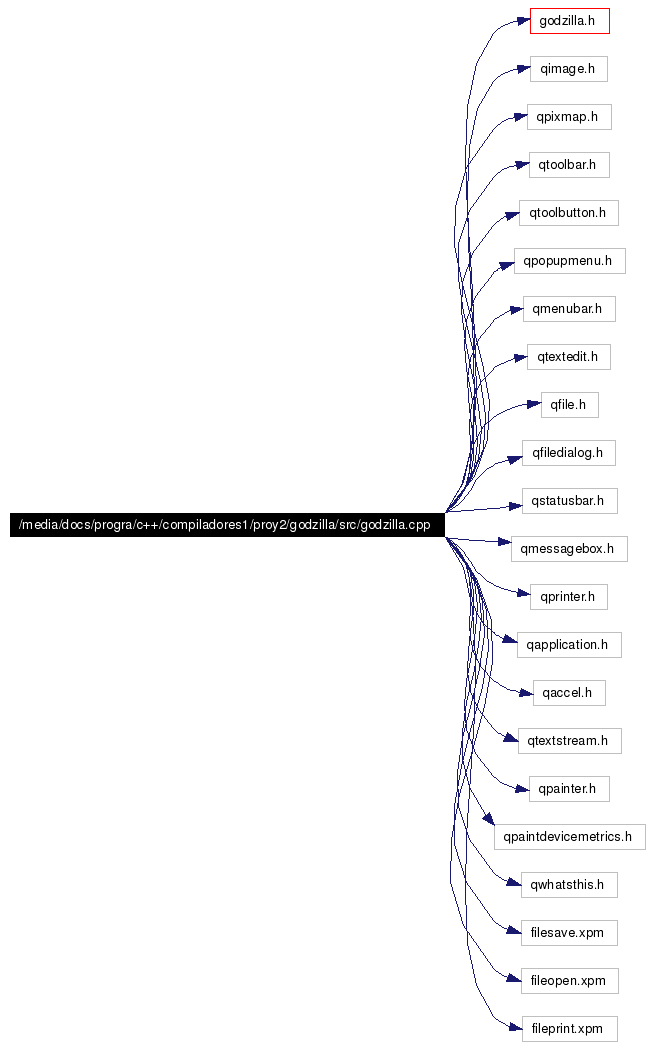 godzilla.h
qimage.h
qpixmap.h
qtoolbar.h
qtoolbutton.h
qpopupmenu.h
qmenubar.h
qtextedit.h
qfile.h
qfiledialog.h
qstatusbar.h
/media/docs/progra/c++/compiladores1/proy2/godzilla/src/godzilla.cpp
qmessagebox.h
qprinter.h
qapplication.h
qaccel.h
qtextstream.h
qpainter.h
qpaintdevicemetrics.h
qwhatsthis.h
filesave.xpm
fileopen.xpm
fileprint.xpm